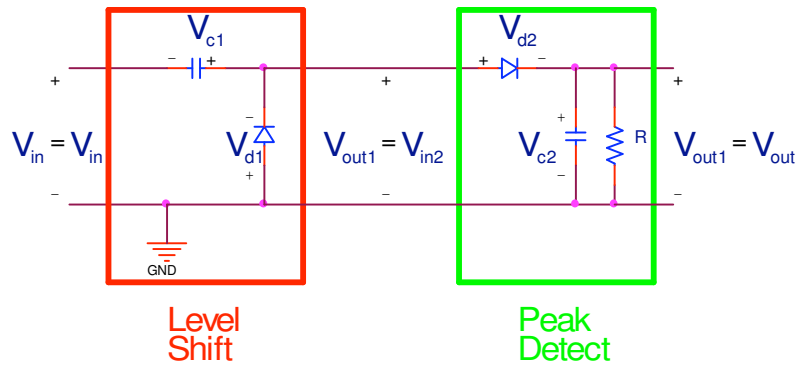 V_c1
V_d2
- +
+ -
+ + +
V_in = V_in
-
V_d1
+
V_out1 = V_in2
+
V_c2
-
R
V_out1 = V_out
- - -
GND
Level
Shift
Peak
Detect